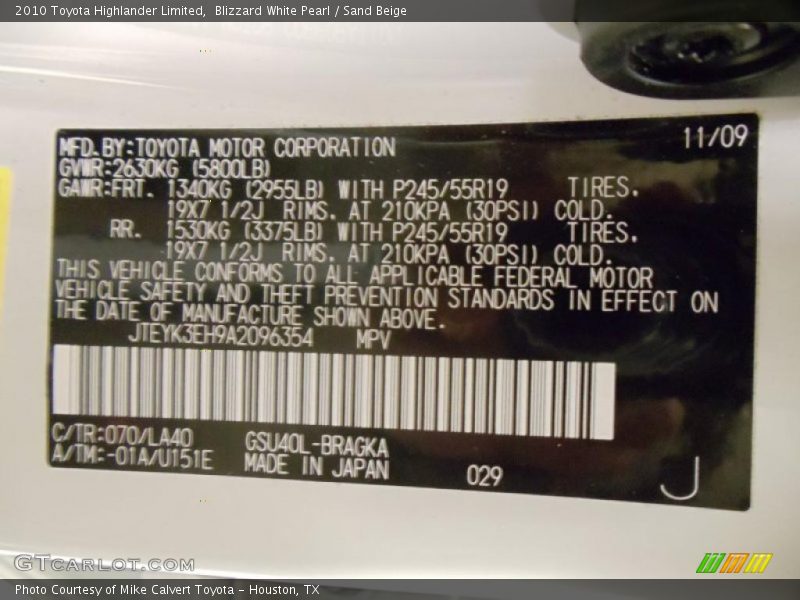 2010 Toyota Highlander Limited, Blizzard White Pearl / Sand Beige
MFD.BY:TOYOTA MOTOR CORPORATION 11/09
GVWR:2630KG (5800LB)
GAWR:FRT. 1340KG (2955LB) WITH P245/55R19 TIRES.
19X7 1/2J RIMS. AT 210KPA (30PSI) COLD.
RR. 1530KG (3375LB) WITH P245/55R19 TIRES.
19X7 1/2J RIMS. AT 210KPA (30PSI) COLD.
THIS VEHICLE CONFORMS TO ALL APPLICABLE FEDERAL MOTOR
VEHICLE SAFETY AND THEFT PREVENTION STANDARDS IN EFFECT ON
THE DATE OF MANUFACTURE SHOWN ABOVE.
JTEYK3EH9A2096354 MPV
C/TR:070/LA40 GSU40L-BRAGKA
A/TM:-01A/U151E MADE IN JAPAN 029 J
GTCARLOT.COM
Photo Courtesy of Mike Calvert Toyota - Houston, TX